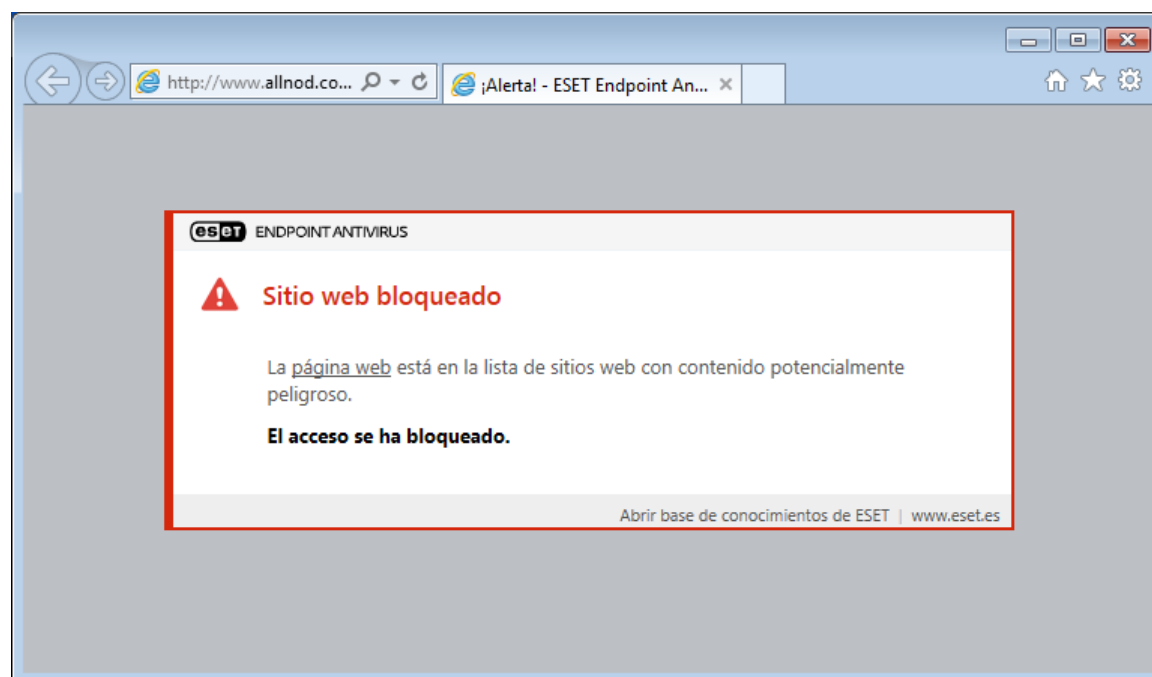 http://www.allnod.co...
¡Alerta! - ESET Endpoint An...
eset ENDPOINT ANTIVIRUS
Sitio web bloqueado
La página web está en la lista de sitios web con contenido potencialmente
peligroso.
El acceso se ha bloqueado.
Abrir base de conocimientos de ESET | www.eset.es